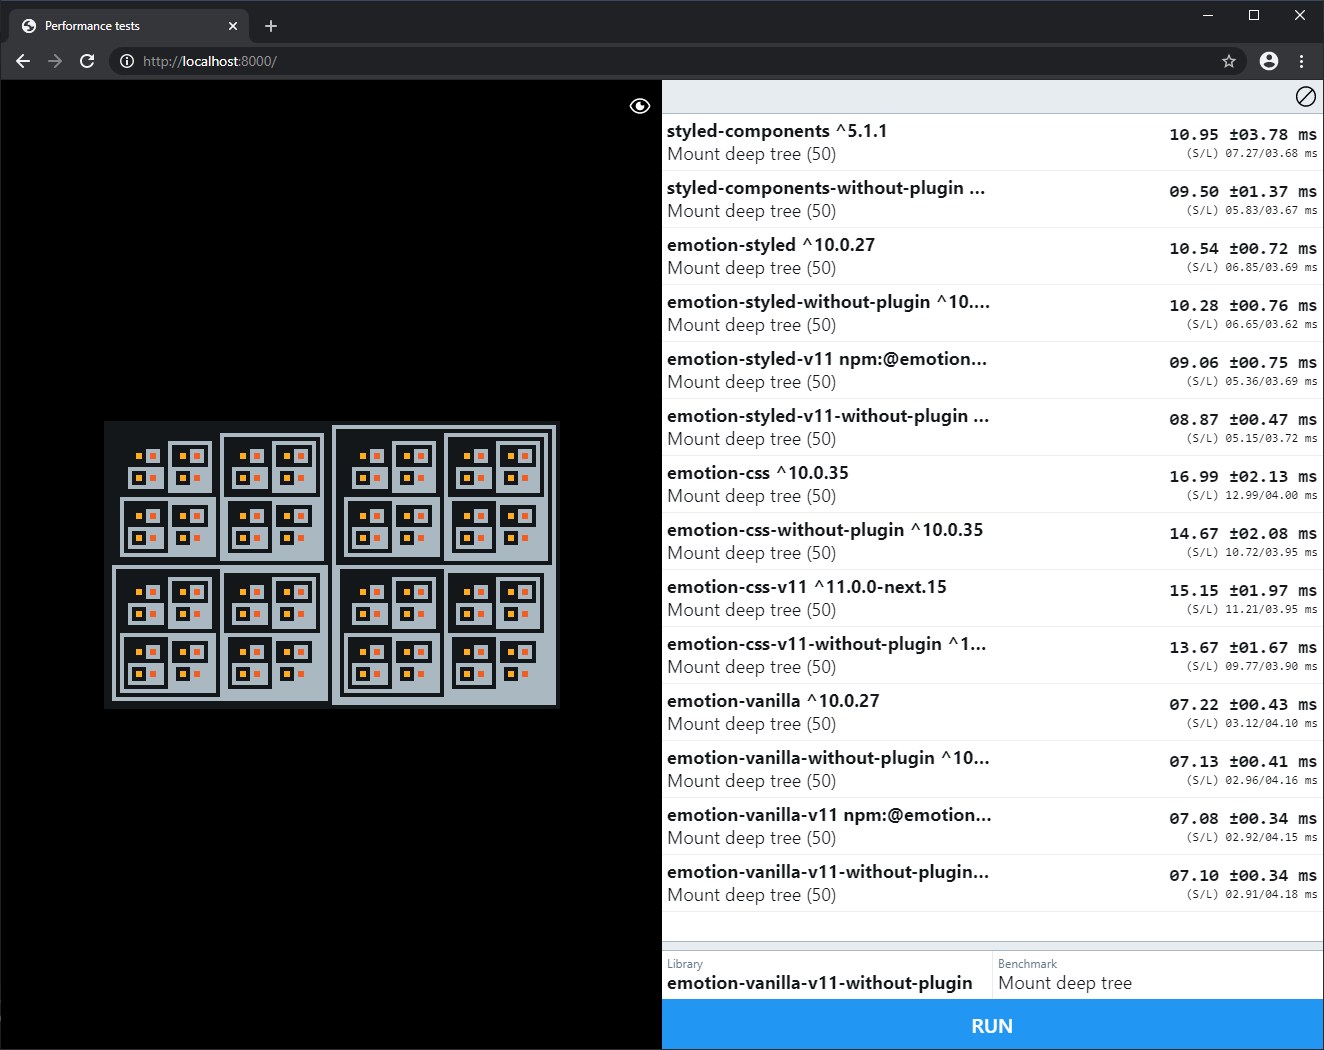 Performance tests
http://localhost:8000/
styled-components ^5.1.1
10.95 ±03.78 ms
Mount deep tree (50)
(S/L) 07.27/03.68 ms
styled-components-without-plugin ...
09.50 ±01.37 ms
Mount deep tree (50)
(S/L) 05.83/03.67 ms
emotion-styled ^10.0.27
10.54 ±00.72 ms
Mount deep tree (50)
(S/L) 06.85/03.69 ms
emotion-styled-without-plugin ^10....
10.28 ±00.76 ms
Mount deep tree (50)
(S/L) 06.65/03.62 ms
emotion-styled-v11 npm:@emotion...
09.06 ±00.75 ms
Mount deep tree (50)
(S/L) 05.36/03.69 ms
emotion-styled-v11-without-plugin ...
08.87 ±00.47 ms
Mount deep tree (50)
(S/L) 05.15/03.72 ms
emotion-css ^10.0.35
16.99 ±02.13 ms
Mount deep tree (50)
(S/L) 12.99/04.00 ms
emotion-css-without-plugin ^10.0.35
14.67 ±02.08 ms
Mount deep tree (50)
(S/L) 10.72/03.95 ms
emotion-css-v11 ^11.0.0-next.15
15.15 ±01.97 ms
Mount deep tree (50)
(S/L) 11.21/03.95 ms
emotion-css-v11-without-plugin ^1...
13.67 ±01.67 ms
Mount deep tree (50)
(S/L) 09.77/03.90 ms
emotion-vanilla ^10.0.27
07.22 ±00.43 ms
Mount deep tree (50)
(S/L) 03.12/04.10 ms
emotion-vanilla-without-plugin ^10...
07.13 ±00.41 ms
Mount deep tree (50)
(S/L) 02.96/04.16 ms
emotion-vanilla-v11 npm:@emotion...
07.08 ±00.34 ms
Mount deep tree (50)
(S/L) 02.92/04.15 ms
emotion-vanilla-v11-without-plugin...
07.10 ±00.34 ms
Mount deep tree (50)
(S/L) 02.91/04.18 ms
Library
emotion-vanilla-v11-without-plugin
Benchmark
Mount deep tree
RUN